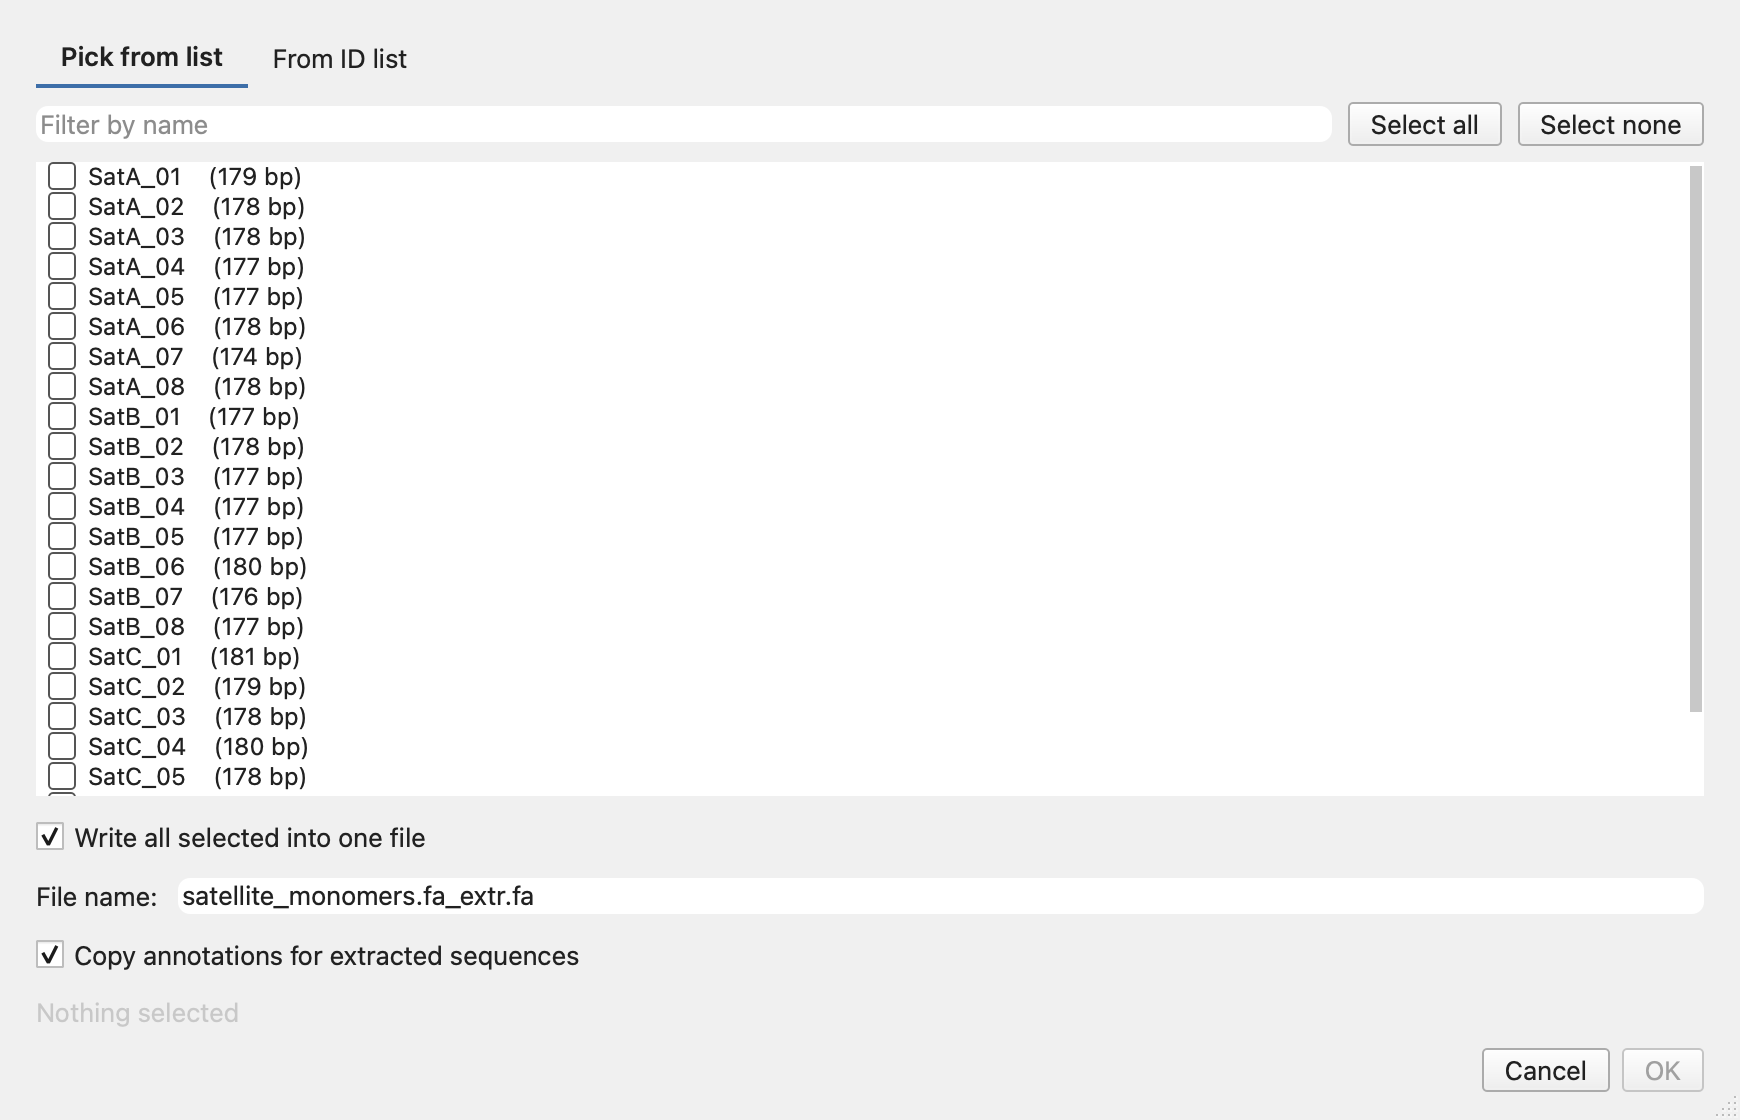 Pick from list From ID list
Filter by name Select all Select none
SatA_01 (179 bp)
SatA_02 (178 bp)
SatA_03 (178 bp)
SatA_04 (177 bp)
SatA_05 (177 bp)
SatA_06 (178 bp)
SatA_07 (174 bp)
SatA_08 (178 bp)
SatB_01 (177 bp)
SatB_02 (178 bp)
SatB_03 (177 bp)
SatB_04 (177 bp)
SatB_05 (177 bp)
SatB_06 (180 bp)
SatB_07 (176 bp)
SatB_08 (177 bp)
SatC_01 (181 bp)
SatC_02 (179 bp)
SatC_03 (178 bp)
SatC_04 (180 bp)
SatC_05 (178 bp)
Write all selected into one file
File name: satellite_monomers.fa_extr.fa
Copy annotations for extracted sequences
Nothing selected
Cancel OK